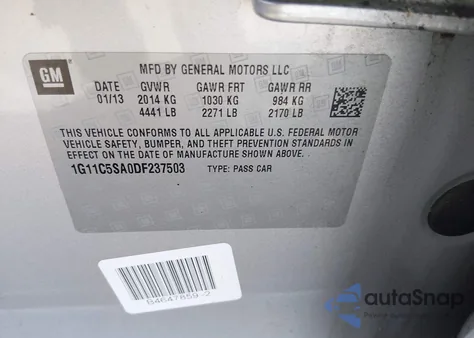 GM
MFD BY GENERAL MOTORS LLC
DATE GVWR GAWR FRT GAWR RR
01/13 2014 KG 1030 KG 984 KG
4441 LB 2271 LB 2170 LB
THIS VEHICLE CONFORMS TO ALL APPLICABLE U.S. FEDERAL MOTOR
VEHICLE SAFETY, BUMPER, AND THEFT PREVENTION STANDARDS
IN EFFECT ON THE DATE OF MANUFACTURE SHOWN ABOVE.
1G11C5SA0DF237503 TYPE: PASS CAR
B4647859-2
autoSnap